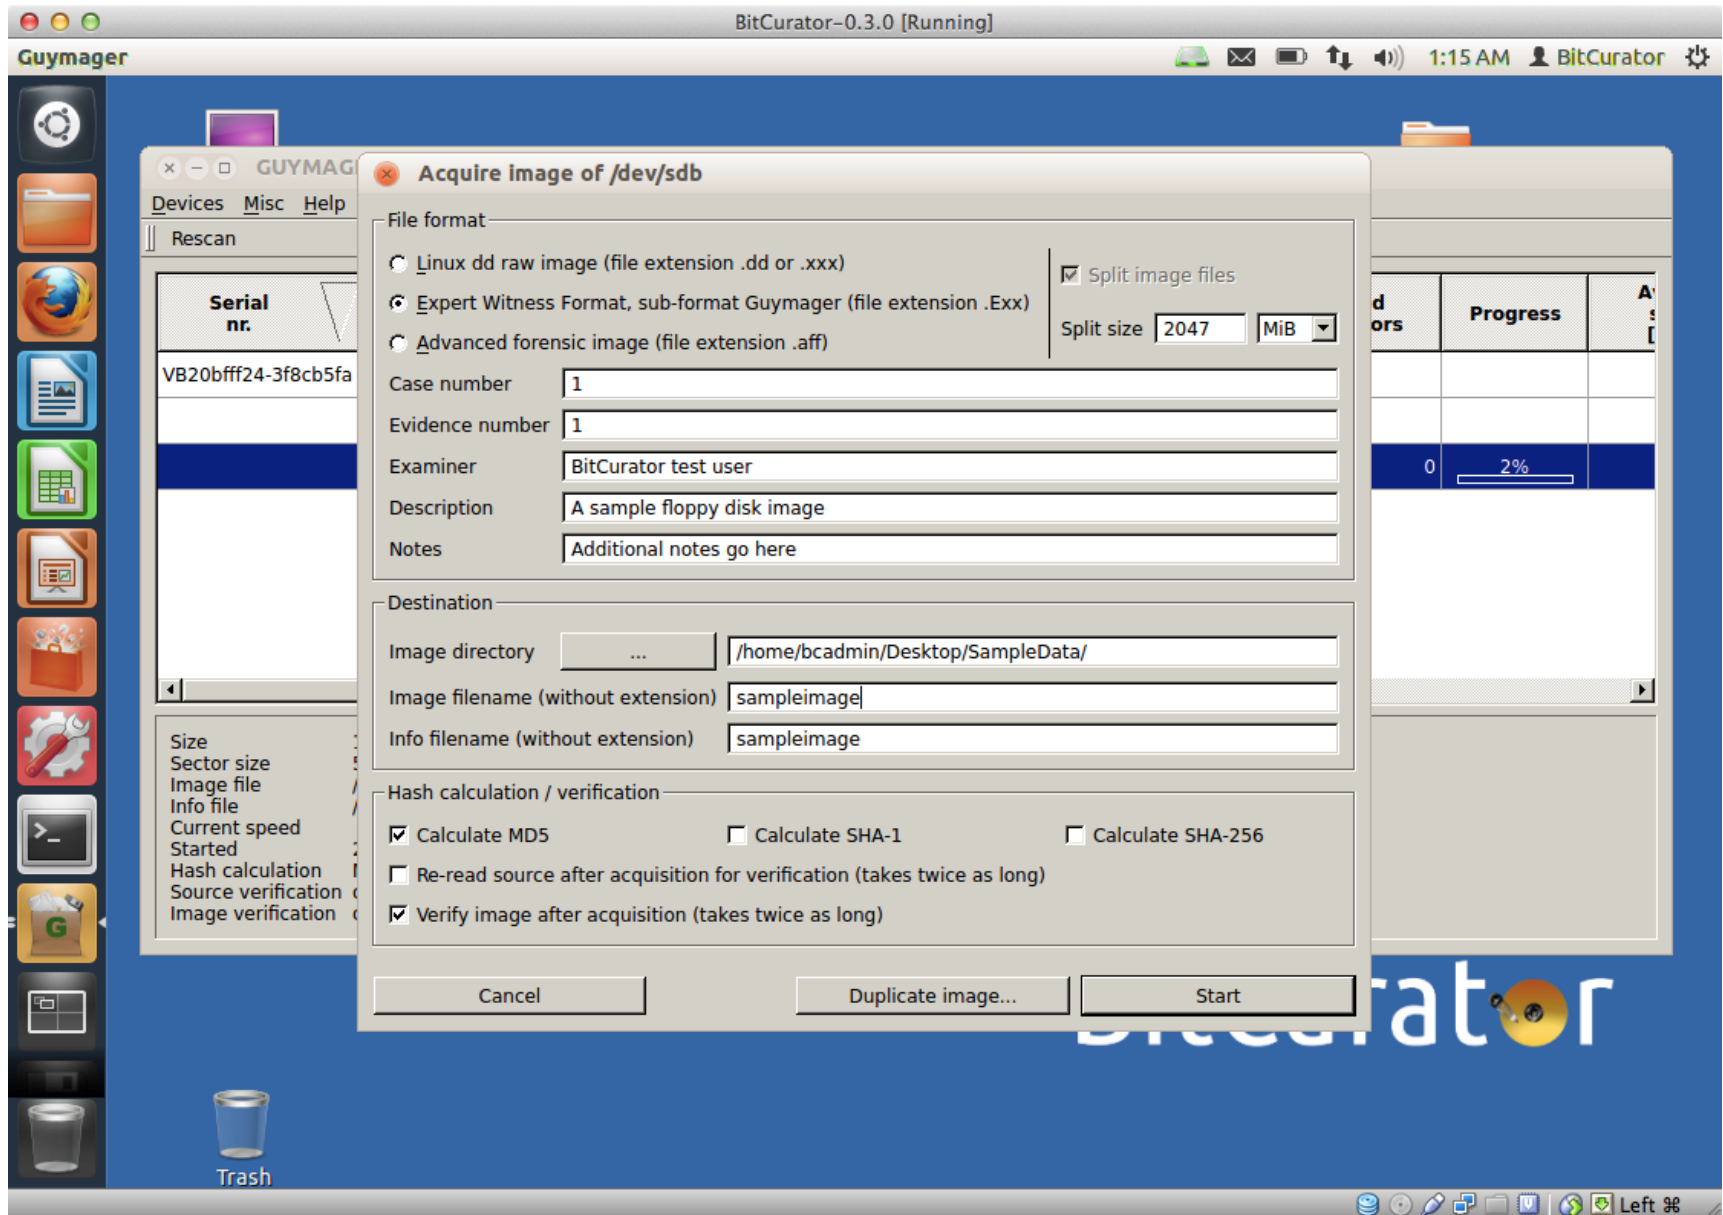 BitCurator-0.3.0 [Running]
Guymager
1:15 AM BitCurator
GUYMAG
Acquire image of /dev/sdb
Devices Misc Help
Rescan
File format
Linux dd raw image (file extension .dd or .xxx)
Expert Witness Format, sub-format Guymager (file extension .Exx)
Advanced forensic image (file extension .aff)
Split image files
Split size 2047 MiB
Serial
nr.
Progress
VB20bfff24-3f8cb5fa
Case number 1
Evidence number 1
Examiner BitCurator test user
0 2%
Description A sample floppy disk image
Notes Additional notes go here
Destination
Image directory ... /home/bcadmin/Desktop/SampleData/
Image filename (without extension) sampleimage
Info filename (without extension) sampleimage
Size
Sector size
Image file
Info file
Current speed
Started
Hash calculation
Source verification
Image verification
Hash calculation / verification
Calculate MD5 Calculate SHA-1 Calculate SHA-256
Re-read source after acquisition for verification (takes twice as long)
Verify image after acquisition (takes twice as long)
Cancel Duplicate image... Start
Trash
Left ⌘